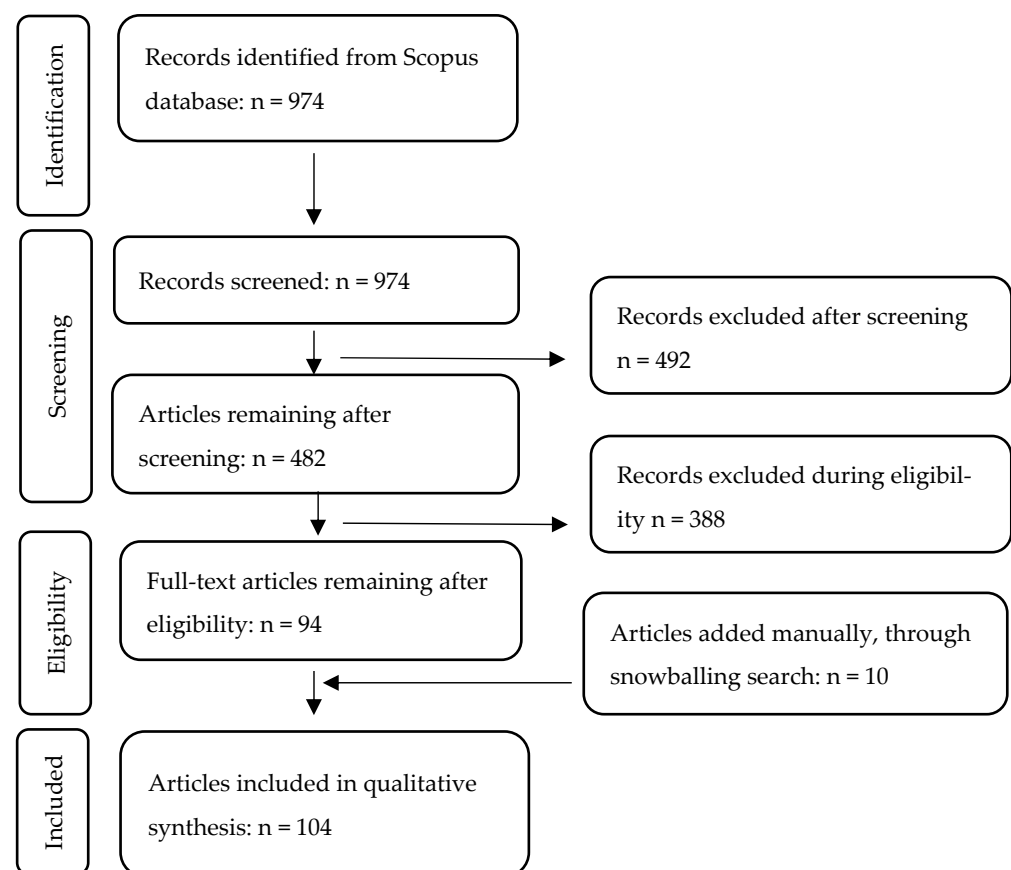 Identification
Records identified from Scopus
database: n = 974
Screening
Records screened: n = 974
Records excluded after screening
n = 492
Articles remaining after
screening: n = 482
Records excluded during eligibil-
ity n = 388
Eligibility
Full-text articles remaining after
eligibility: n = 94
Articles added manually, through
snowballing search: n = 10
Included
Articles included in qualitative
synthesis: n = 104